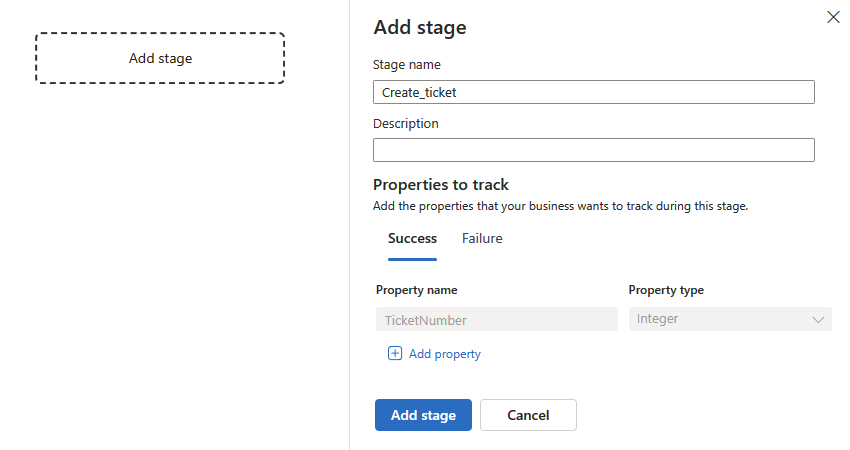 Add stage
Add stage
Stage name
Create_ticket
Description
Properties to track
Add the properties that your business wants to track during this stage.
Success Failure
Property name Property type
TicketNumber Integer
Add property
Add stage Cancel